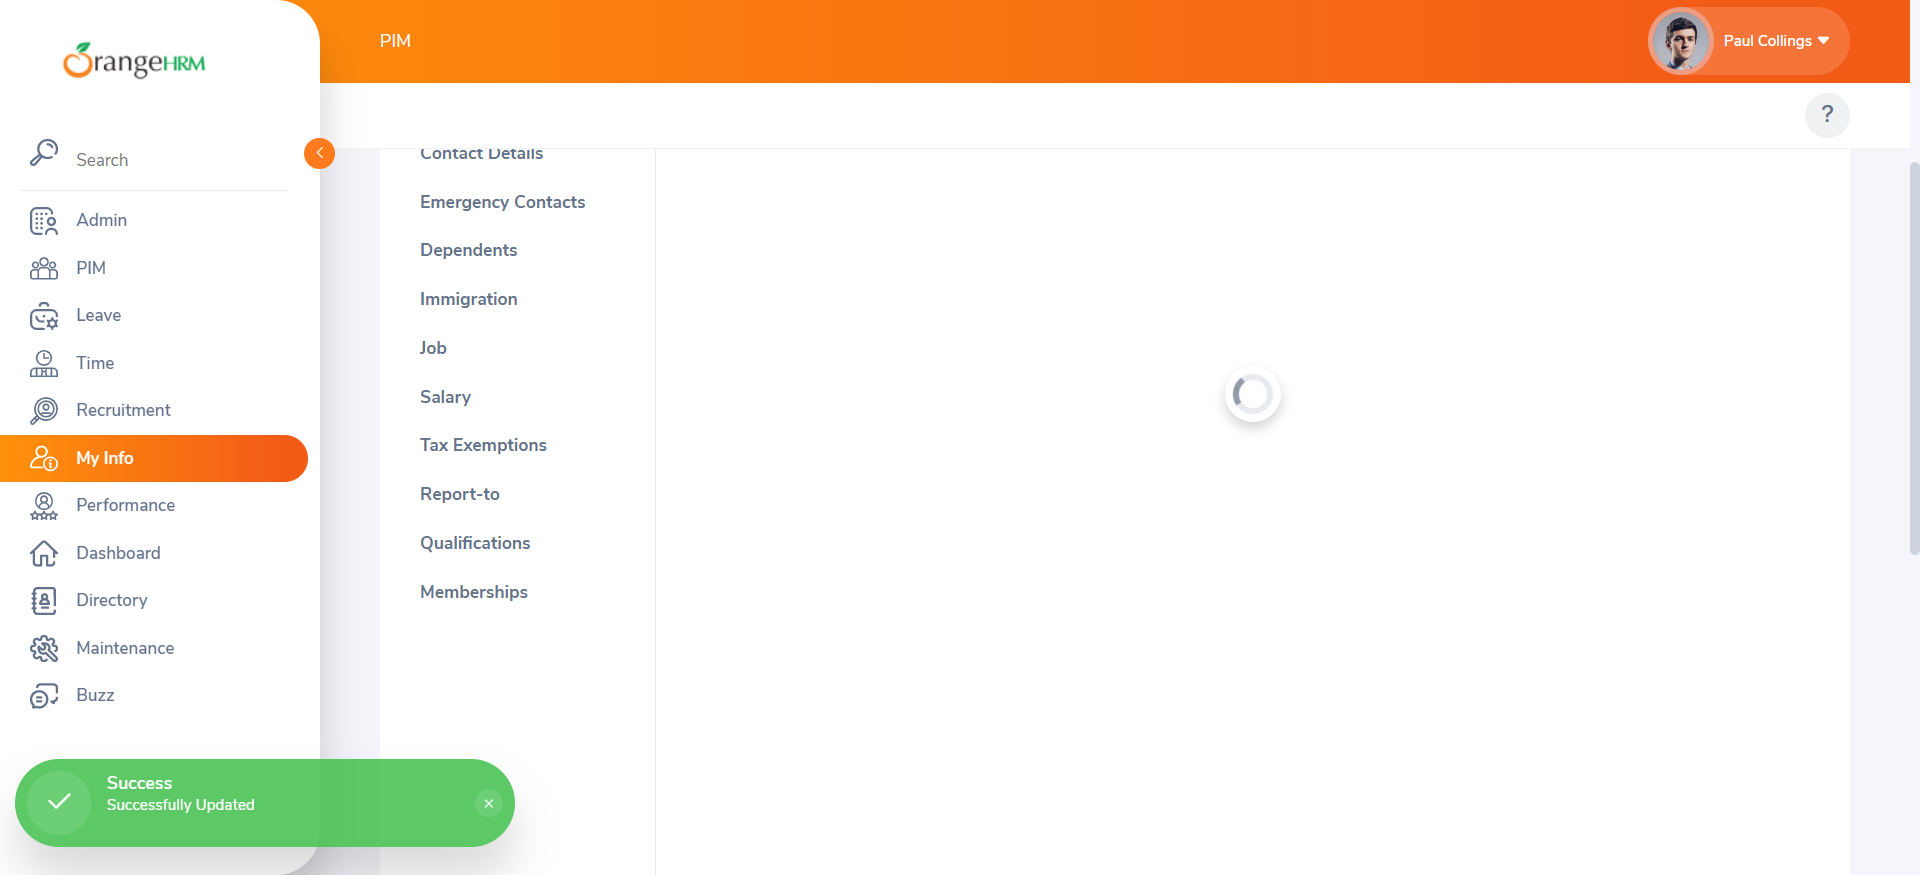 OrangeHRM
PIM
Paul Collings
?
Search
Admin
PIM
Leave
Time
Recruitment
My Info
Performance
Dashboard
Directory
Maintenance
Buzz
Contact Details
Emergency Contacts
Dependents
Immigration
Job
Salary
Tax Exemptions
Report-to
Qualifications
Memberships
Success
Successfully Updated